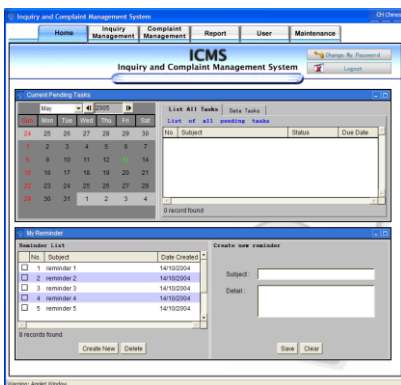 Inquiry and Complaint Management System
CH Chinese
Home
Inquiry Management
Complaint Management
Report
User
Maintenance
ICMS
Inquiry and Complaint Management System
Change My Password
Logout
Current Pending Tasks
May 2005
Sun Mon Tue Wed Thu Fri Sat
24 25 26 27 28 29 30
1 2 3 4 5 6 7
8 9 10 11 12 13 14
15 16 17 18 19 20 21
22 23 24 25 26 27 28
29 30 31 1 2 3 4
List All Tasks
Date Tasks
List of all pending tasks
No. Subject Status Due Date
0 record found
My Reminder
Reminder List
No. Subject Date Created
1 reminder 1 14/10/2004
2 reminder 2 14/10/2004
3 reminder 3 14/10/2004
4 reminder 4 14/10/2004
5 reminder 5 14/10/2004
8 records found
Create New
Delete
Create new reminder
Subject :
Detail :
Save
Clear
Warning: Applet Window